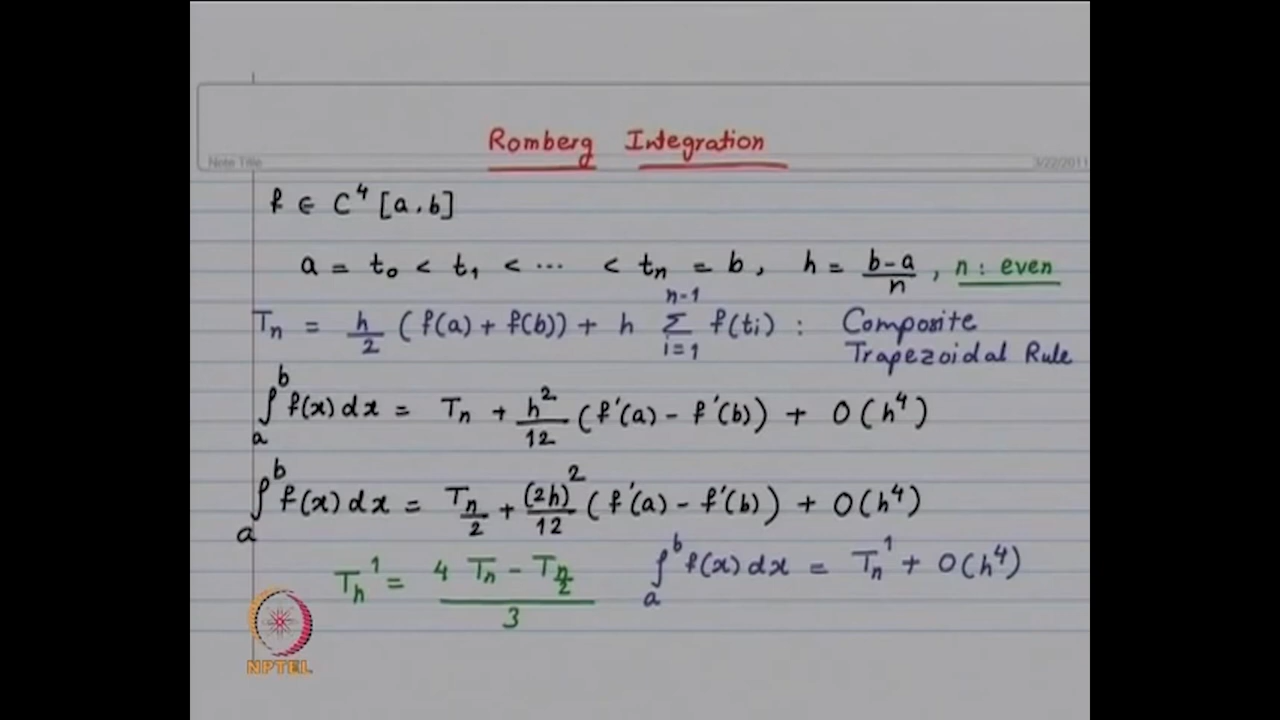 Romberg Integration
Note Title 3/22/2011
f ∈ C⁴ [a,b]
a = t₀ < t₁ < ... < tₙ = b, h = (b-a)/n, n : even
Tₙ = h/2 (f(a) + f(b)) + h ∑_{i=1}^{n-1} f(tᵢ) : Composite
Trapezoidal Rule
∫_a^b f(x) dx = Tₙ + h²/12 (f'(a) - f'(b)) + O(h⁴)
∫_a^b f(x) dx = T_{n/2} + (2h)²/12 (f'(a) - f'(b)) + O(h⁴)
Tₙ¹ = (4 Tₙ - T_{n/2})/3 ∫_a^b f(x) dx = Tₙ¹ + O(h⁴)
NPTEL